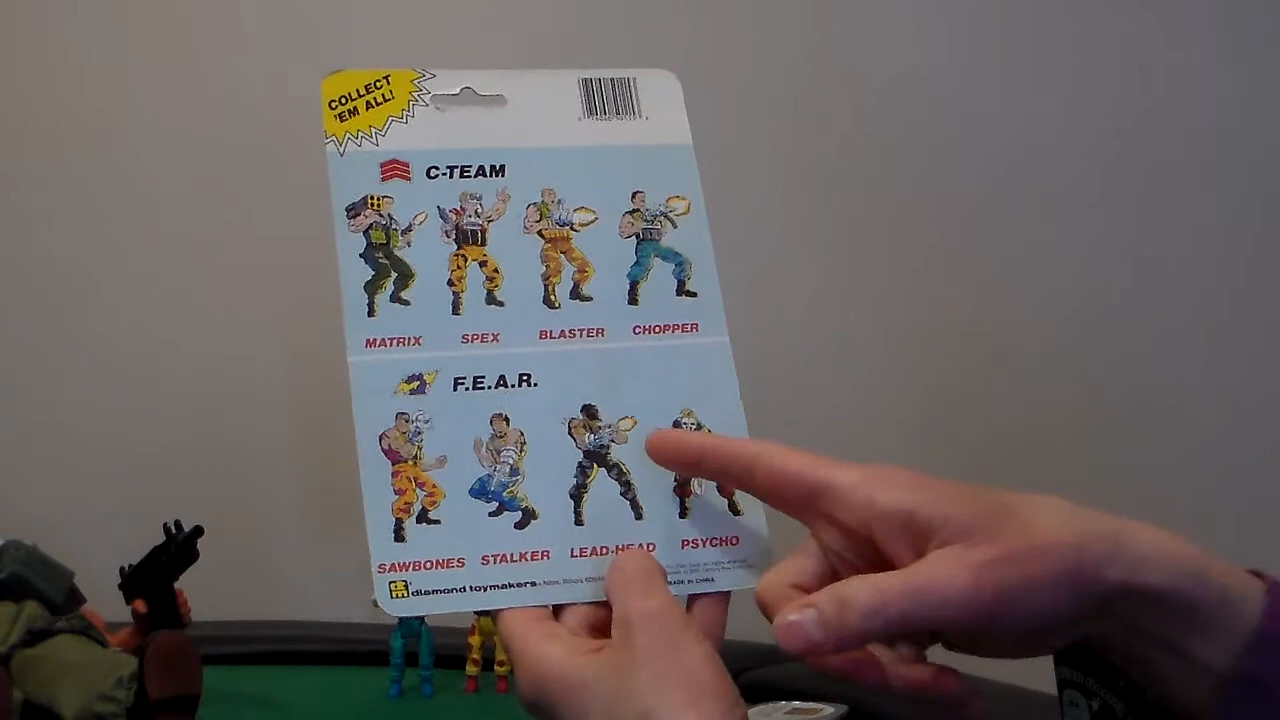 COLLECT
'EM ALL!
C-TEAM
MATRIX SPEX BLASTER CHOPPER
F.E.A.R.
SAWBONES STALKER LEAD-HEAD PSYCHO
diamond toymakers
MADE IN CHINA